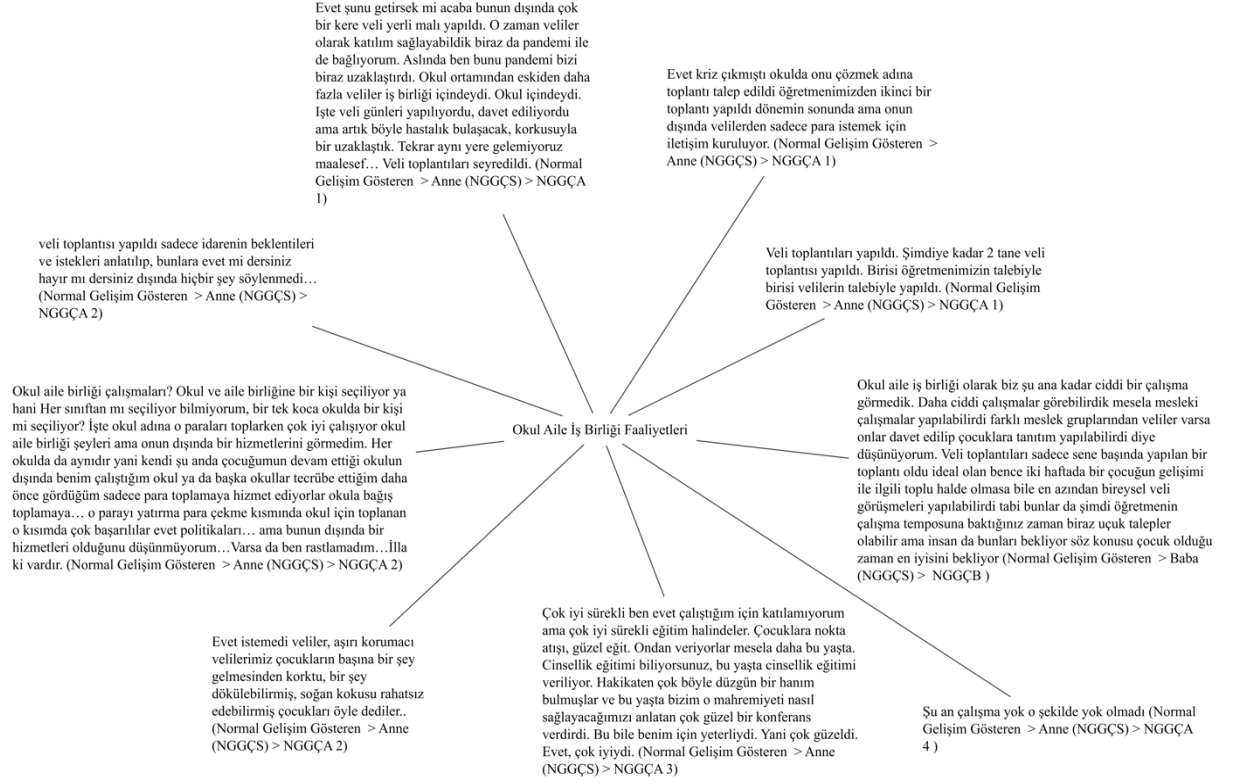 Evet şunu getirsek mi acaba bunun dışında çok
bir kere veli yerli malı yapıldı. O zaman veliler
olarak katılım sağlayabildik biraz da pandemi ile
de bağlıyorum. Aslında ben bunu pandemi bizi
biraz uzaklaştırdı. Okul ortamından eskiden daha
fazla veliler iş birliği içindeydi. Okul içindeydi.
Işte veli günleri yapılıyordu, davet ediliyordu
ama artık böyle hastalık bulaşacak, korkusuyla
bir uzaklaştık. Tekrar aynı yere gelemiyoruz
maalesef… Veli toplantıları seyredildi. (Normal
Gelişim Gösteren > Anne (NGGÇS) > NGGÇA
1)
Evet kriz çıkmıştı okulda onu çözmek adına
toplantı talep edildi öğretmenimizden ikinci bir
toplantı yapıldı dönemin sonunda ama onun
dışında velilerden sadece para istemek için
iletişim kuruluyor. (Normal Gelişim Gösteren >
Anne (NGGÇS) > NGGÇA 1)
veli toplantısı yapıldı sadece idarenin beklentileri
ve istekleri anlatılıp, bunlara evet mi dersiniz
hayır mı dersiniz dışında hiçbir şey söylenmedi…
(Normal Gelişim Gösteren > Anne (NGGÇS) >
NGGÇA 2)
Veli toplantıları yapıldı. Şimdiye kadar 2 tane veli
toplantısı yapıldı. Birisi öğretmenimizin talebiyle
birisi velilerin talebiyle yapıldı. (Normal Gelişim
Gösteren > Anne (NGGÇS) > NGGÇA 1)
Okul aile birliği çalışmaları? Okul ve aile birliğine bir kişi seçiliyor ya
hani Her sınıftan mı seçiliyor bilmiyorum, bir tek koca okulda bir kişi
mi seçiliyor? İşte okul adına o paraları toplarken çok iyi çalışıyor okul
aile birliği şeyleri ama onun dışında bir hizmetlerini görmedim. Her
okulda da aynıdır yani kendi şu anda çocuğumun devam ettiği okulun
dışında benim çalıştığım okul ya da başka okullar tecrübe ettiğim daha
önce gördüğüm sadece para toplamaya hizmet ediyorlar okula bağış
toplamaya… o parayı yatırma para çekme kısmında okul için toplanan
o kısımda çok başarılılar evet politikaları… ama bunun dışında bir
hizmetleri olduğunu düşünmüyorum…Varsa da ben rastlamadım…İlla
ki vardır. (Normal Gelişim Gösteren > Anne (NGGÇS) > NGGÇA 2)
Okul Aile İş Birliği Faaliyetleri
Okul aile iş birliği olarak biz şu ana kadar ciddi bir çalışma
görmedik. Daha ciddi çalışmalar görebilirdik mesela mesleki
çalışmalar yapılabilirdi farklı meslek gruplarından veliler varsa
onlar davet edilip çocuklara tanıtım yapılabilirdi diye
düşünüyorum. Veli toplantıları sadece sene başında yapılan bir
toplantı oldu ideal olan bence iki haftada bir çocuğun gelişimi
ile ilgili toplu halde olmasa bile en azından bireysel veli
görüşmeleri yapılabilirdi tabi bunlar da şimdi öğretmenin
çalışma temposuna baktığınız zaman biraz uçuk talepler
olabilir ama insan da bunları bekliyor söz konusu çocuk olduğu
zaman en iyisini bekliyor (Normal Gelişim Gösteren > Baba
(NGGÇS) > NGGÇB )
Evet istemedi veliler, aşırı korumacı
velilerimiz çocukların başına bir şey
gelmesinden korktu, bir şey
dökülebilirmiş, soğan kokusu rahatsız
edebilirmiş çocukları öyle dediler..
(Normal Gelişim Gösteren > Anne
(NGGÇS) > NGGÇA 2)
Çok iyi sürekli ben evet çalıştığım için katılamıyorum
ama çok iyi sürekli eğitim halindeler. Çocuklara nokta
atışı, güzel eğit. Ondan veriyorlar mesela daha bu yaşta.
Cinsellik eğitimi biliyorsunuz, bu yaşta cinsellik eğitimi
veriliyor. Hakikaten çok böyle düzgün bir hanım
bulmuşlar ve bu yaşta bizim o mahremiyeti nasıl
sağlayacağımızı anlatan çok güzel bir konferans
verdirdi. Bu bile benim için yeterliydi. Yani çok güzeldi.
Evet, çok iyiydi. (Normal Gelişim Gösteren > Anne
(NGGÇS) > NGGÇA 3)
Şu an çalışma yok o şekilde yok olmadı (Normal
Gelişim Gösteren > Anne (NGGÇS) > NGGÇA
4 )